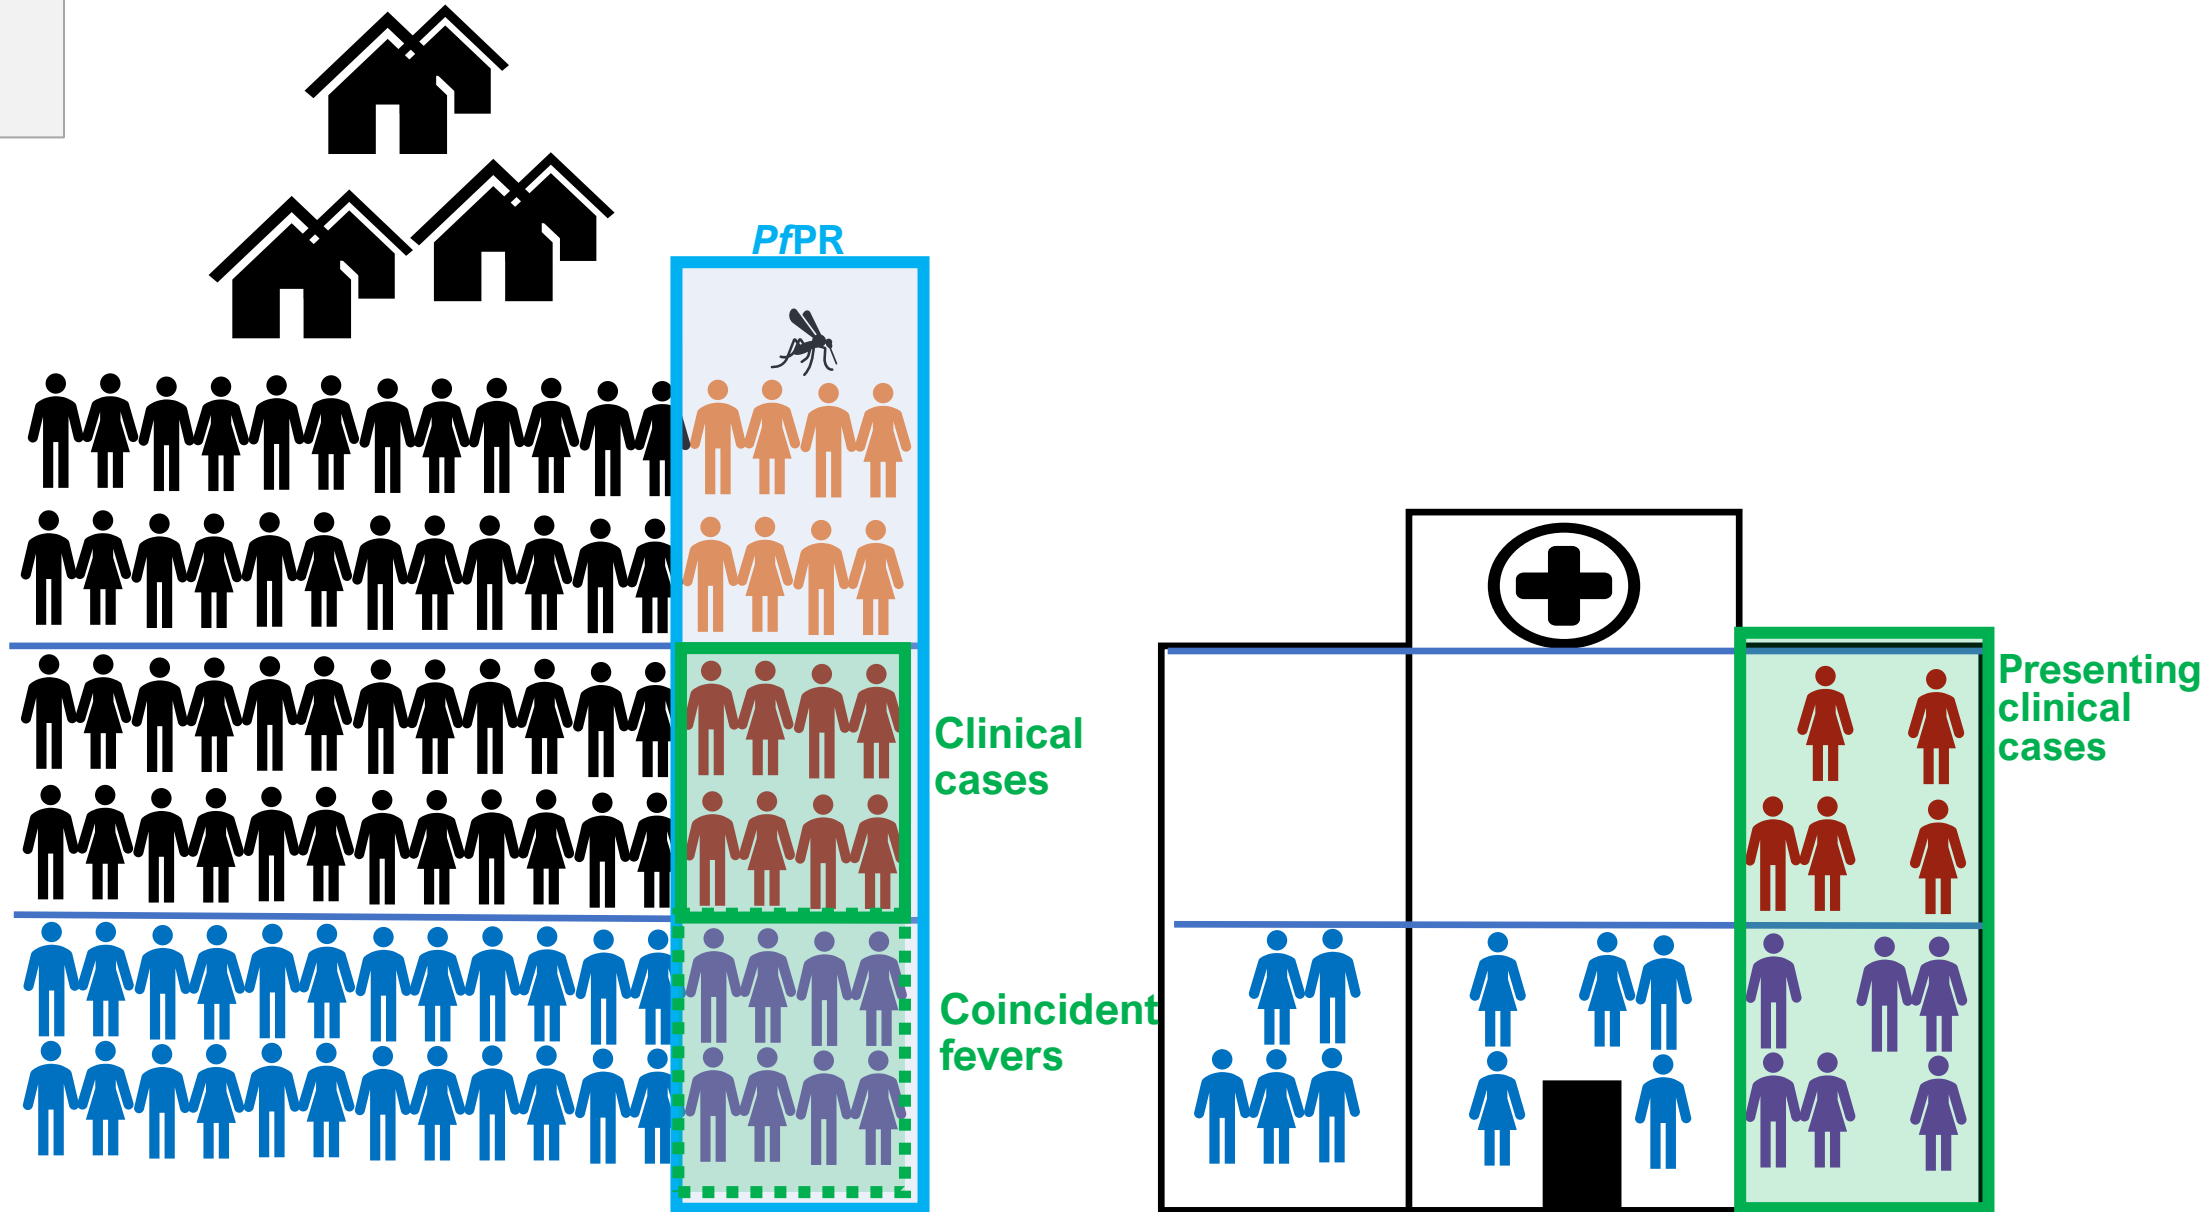 PfPR
Clinical
cases
Coincident
fevers
Presenting
clinical
cases